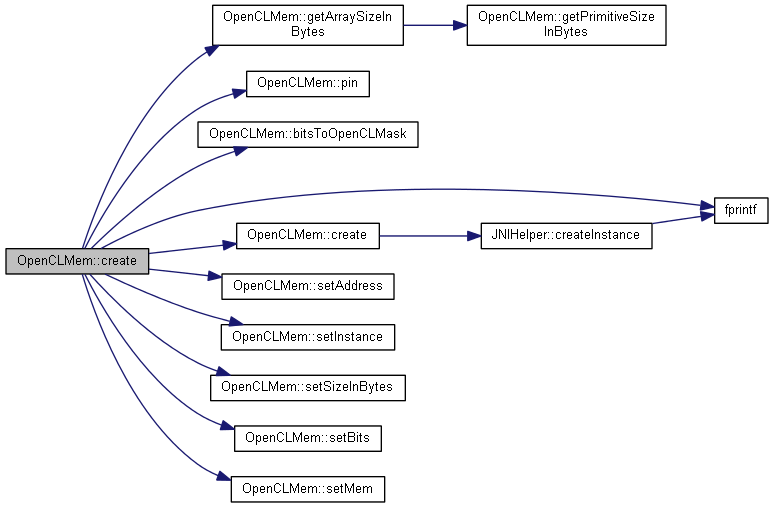 OpenCLMem::getArraySizeIn
Bytes
OpenCLMem::getPrimitiveSize
InBytes
OpenCLMem::pin
OpenCLMem::bitsToOpenCLMask
fprintf
OpenCLMem::create
JNIHelper::createInstance
OpenCLMem::create
OpenCLMem::setAddress
OpenCLMem::setInstance
OpenCLMem::setSizeInBytes
OpenCLMem::setBits
OpenCLMem::setMem